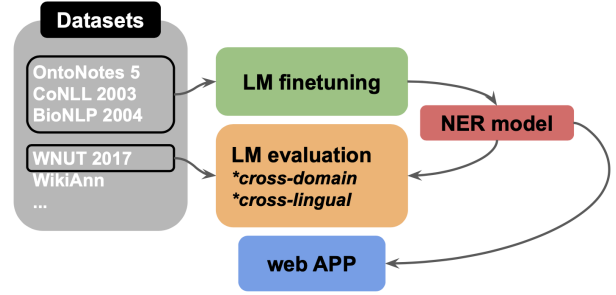 Datasets
OntoNotes 5
CoNLL 2003
BioNLP 2004
WNUT 2017
WikiAnn
...
LM finetuning
NER model
LM evaluation
*cross-domain
*cross-lingual
web APP